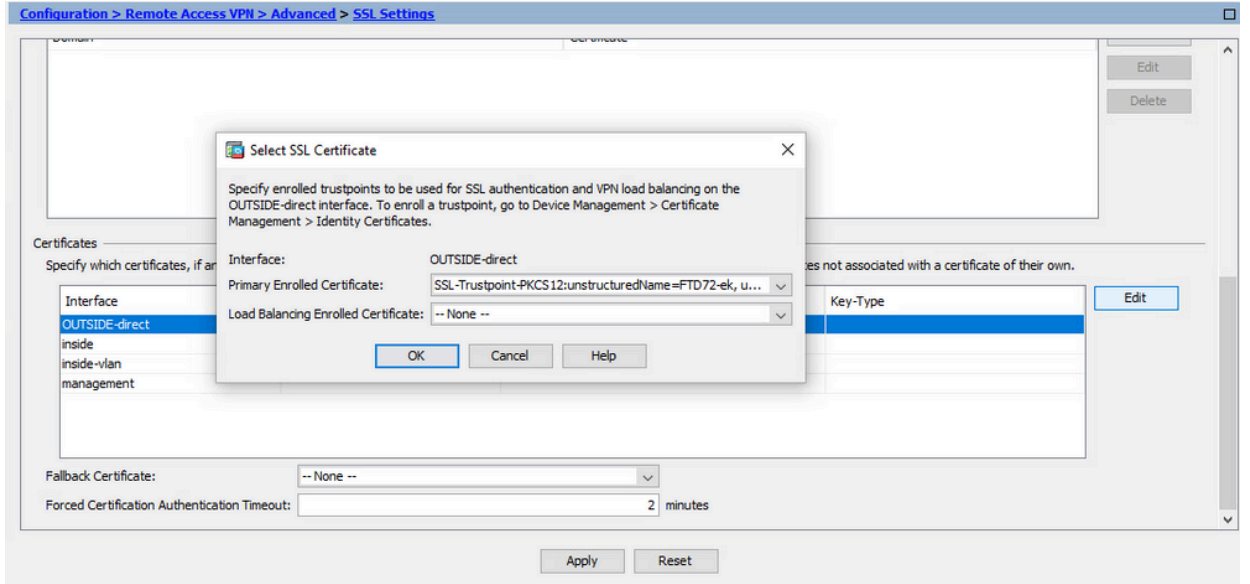 Configuration > Remote Access VPN > Advanced > SSL Settings
Edit
Delete
Select SSL Certificate
Specify enrolled trustpoints to be used for SSL authentication and VPN load balancing on the
OUTSIDE-direct interface. To enroll a trustpoint, go to Device Management > Certificate
Management > Identity Certificates.
Interface: OUTSIDE-direct
Primary Enrolled Certificate: SSL-Trustpoint-PKCS12:unstructuredName=FTD72-ek, u...
Load Balancing Enrolled Certificate: -- None --
OK Cancel Help
Certificates
Specify which certificates, if
not associated with a certificate of their own.
Interface Key-Type Edit
OUTSIDE-direct
inside
inside-vlan
management
Fallback Certificate: -- None --
Forced Certification Authentication Timeout: 2 minutes
Apply Reset